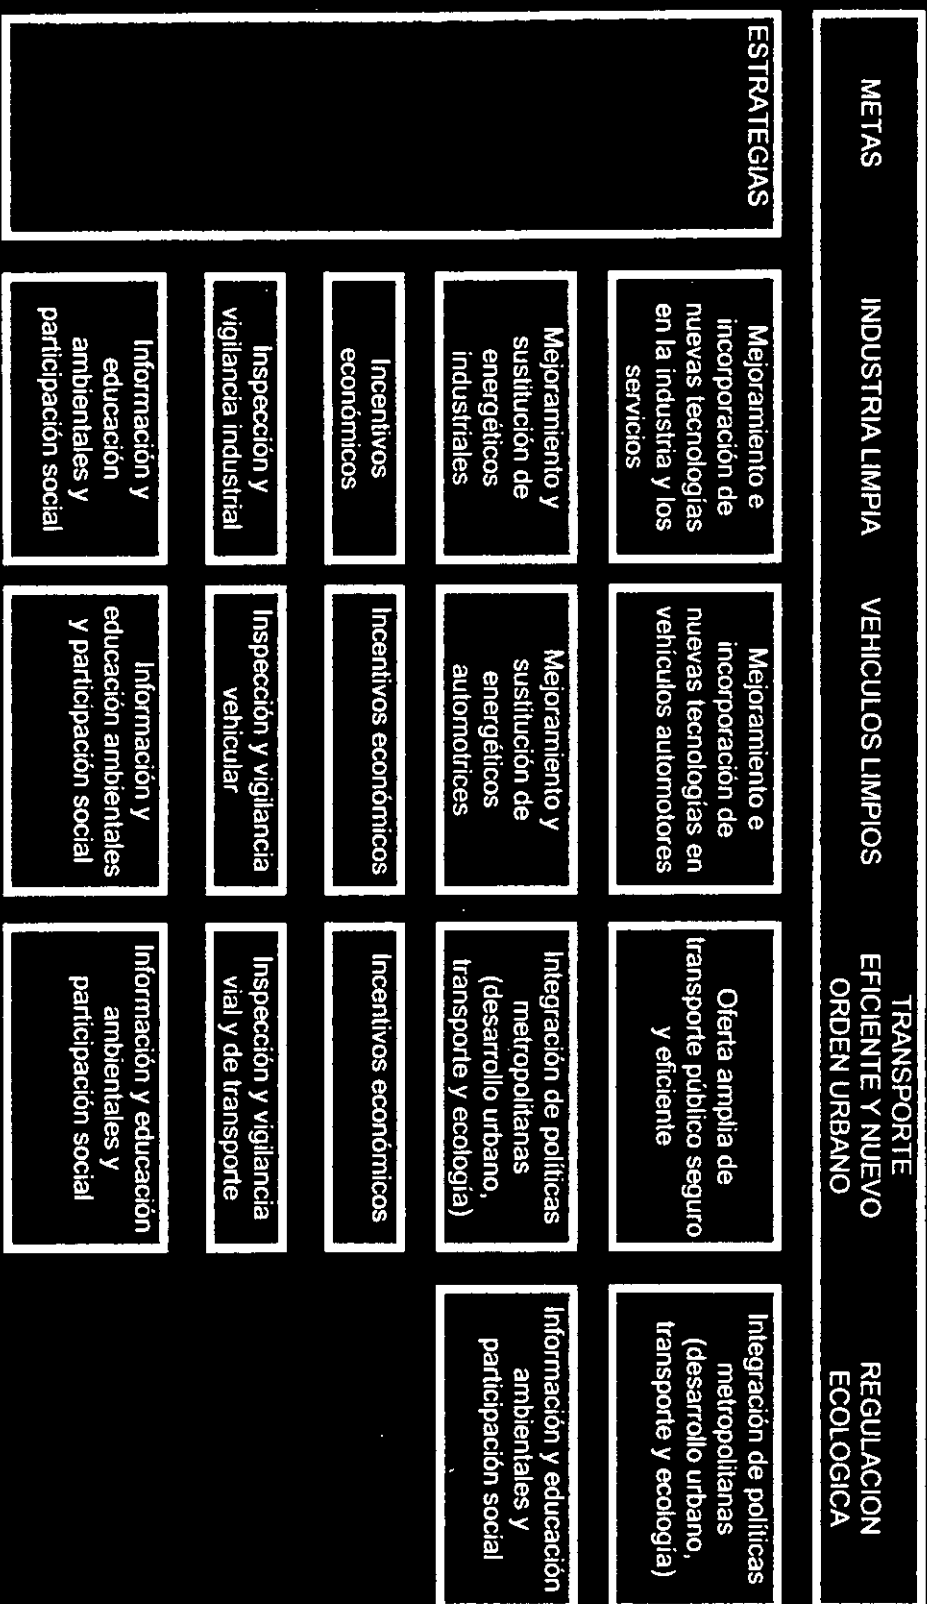 METAS
INDUSTRIA LIMPIA
VEHICULOS LIMPIOS
TRANSPORTE
EFICIENTE Y NUEVO
ORDEN URBANO
REGULACION
ECOLOGICA
ESTRATEGIAS
Mejoramiento e
incorporación de
nuevas tecnologías
en la industria y los
servicios
Mejoramiento e
incorporación de
nuevas tecnologías en
vehículos automotores
Oferta amplia de
transporte público seguro
y eficiente
Integración de políticas
metropolitanas
(desarrollo urbano,
transporte y ecología)
Mejoramiento y
sustitución de
energéticos
industriales
Mejoramiento y
sustitución de
energéticos
automotrices
Integración de políticas
metropolitanas
(desarrollo urbano,
transporte y ecología)
Información y educación
ambientales y
participación social
Incentivos
económicos
Incentivos económicos
Incentivos económicos
Inspección y
vigilancia industrial
Inspección y vigilancia
vehicular
Inspección y vigilancia
vial y de transporte
Información y
educación
ambientales y
participación social
Información y
educación ambientales
y participación social
Información y educación
ambientales y
participación social